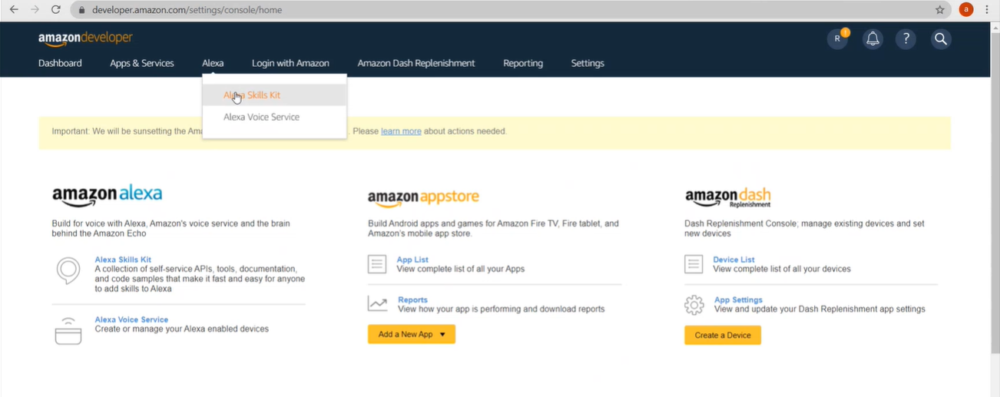 developer.amazon.com/settings/console/home
a
amazondeveloper
R 1 ?
Dashboard Apps & Services Alexa Login with Amazon Amazon Dash Replenishment Reporting Settings
Alexa Skills Kit
Alexa Voice Service
Important: We will be sunsetting the Ama . Please learn more about actions needed.
amazon alexa
Build for voice with Alexa, Amazon's voice service and the brain
behind the Amazon Echo
Alexa Skills Kit
A collection of self-service APIs, tools, documentation,
and code samples that make it fast and easy for anyone
to add skills to Alexa
Alexa Voice Service
Create or manage your Alexa enabled devices
amazon appstore
Build Android apps and games for Amazon Fire TV, Fire tablet, and
Amazon's mobile app store.
App List
View complete list of all your Apps
Reports
View how your app is performing and download reports
Add a New App
amazon dash
Replenishment
Dash Replenishment Console; manage existing devices and set
new devices
Device List
View complete list of all your devices
App Settings
View and update your Dash Replenishment app settings
Create a Device